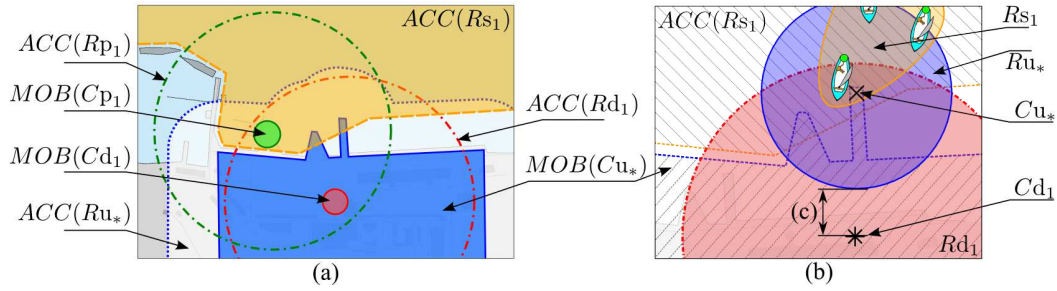 ACC(Rs₁)
ACC(Rp₁)
MOB(Cp₁)
MOB(Cd₁)
ACC(Ru*)
ACC(Rd₁)
MOB(Cu*)
(a)
ACC(Rs₁)
Rs₁
Ru*
Cu*
Cd₁
(c)
Rd₁
(b)